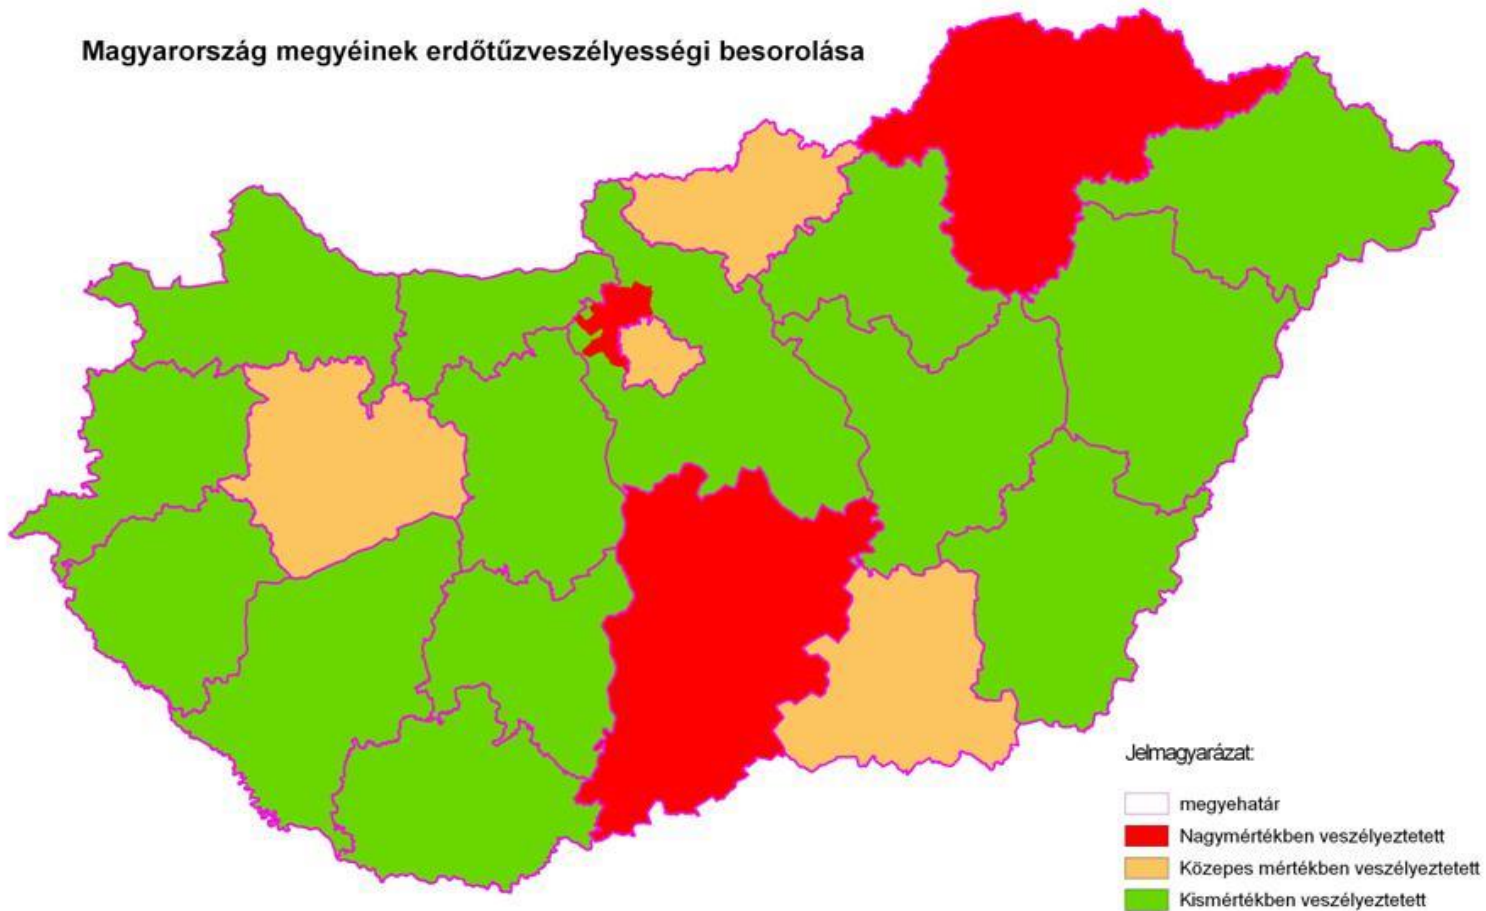 Magyarország megyéinek erdőtűzveszélyességi besorolása
Jelmagyarázat:
megyehatár
Nagymértékben veszélyeztetett
Közepes mértékben veszélyeztetett
Kismértékben veszélyeztetett